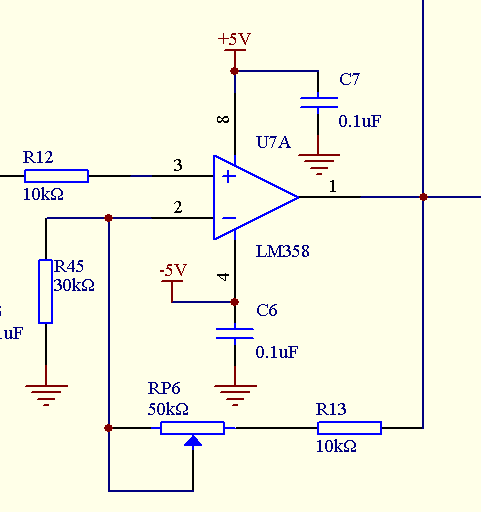 +5V
C7
0.1uF
8
U7A
R12
10kΩ
3
+
1
2
−
LM358
R45
30kΩ
-5V
4
C6
0.1uF
uF
RP6
50kΩ
R13
10kΩ